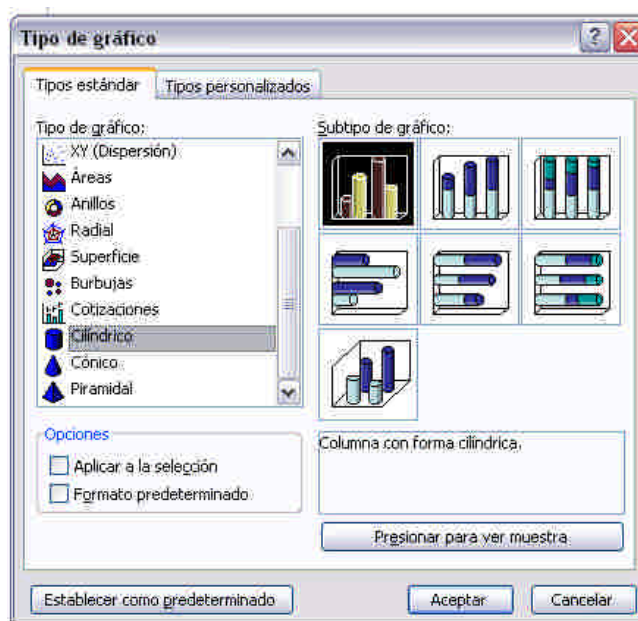 Tipo de gráfico
Tipos estándar
Tipos personalizados
Tipo de gráfico:
XY (Dispersión)
Áreas
Anillos
Radial
Superficie
Burbujas
Cotizaciones
Cilíndrico
Cónico
Piramidal
Subtipo de gráfico:
Opciones
Aplicar a la selección
Formato predeterminado
Columna con forma cilíndrica.
Presionar para ver muestra
Establecer como predeterminado
Aceptar
Cancelar